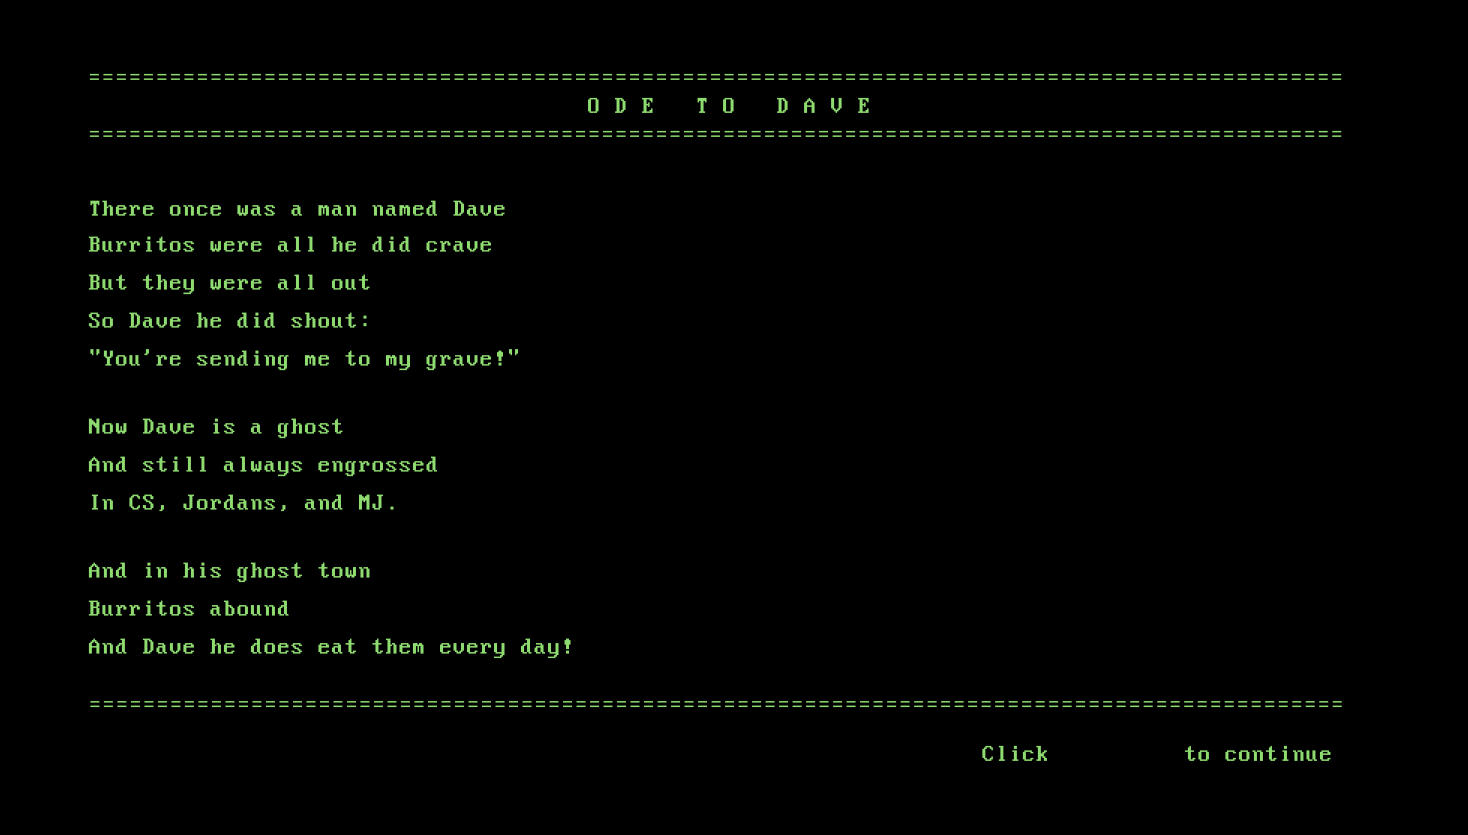 ==============================================================================================
O D E   T O   D A V E
==============================================================================================
There once was a man named Dave
Burritos were all he did crave
But they were all out
So Dave he did shout:
"You're sending me to my grave!"
Now Dave is a ghost
And still always engrossed
In CS, Jordans, and MJ.
And in his ghost town
Burritos abound
And Dave he does eat them every day!
==============================================================================================
Click to continue